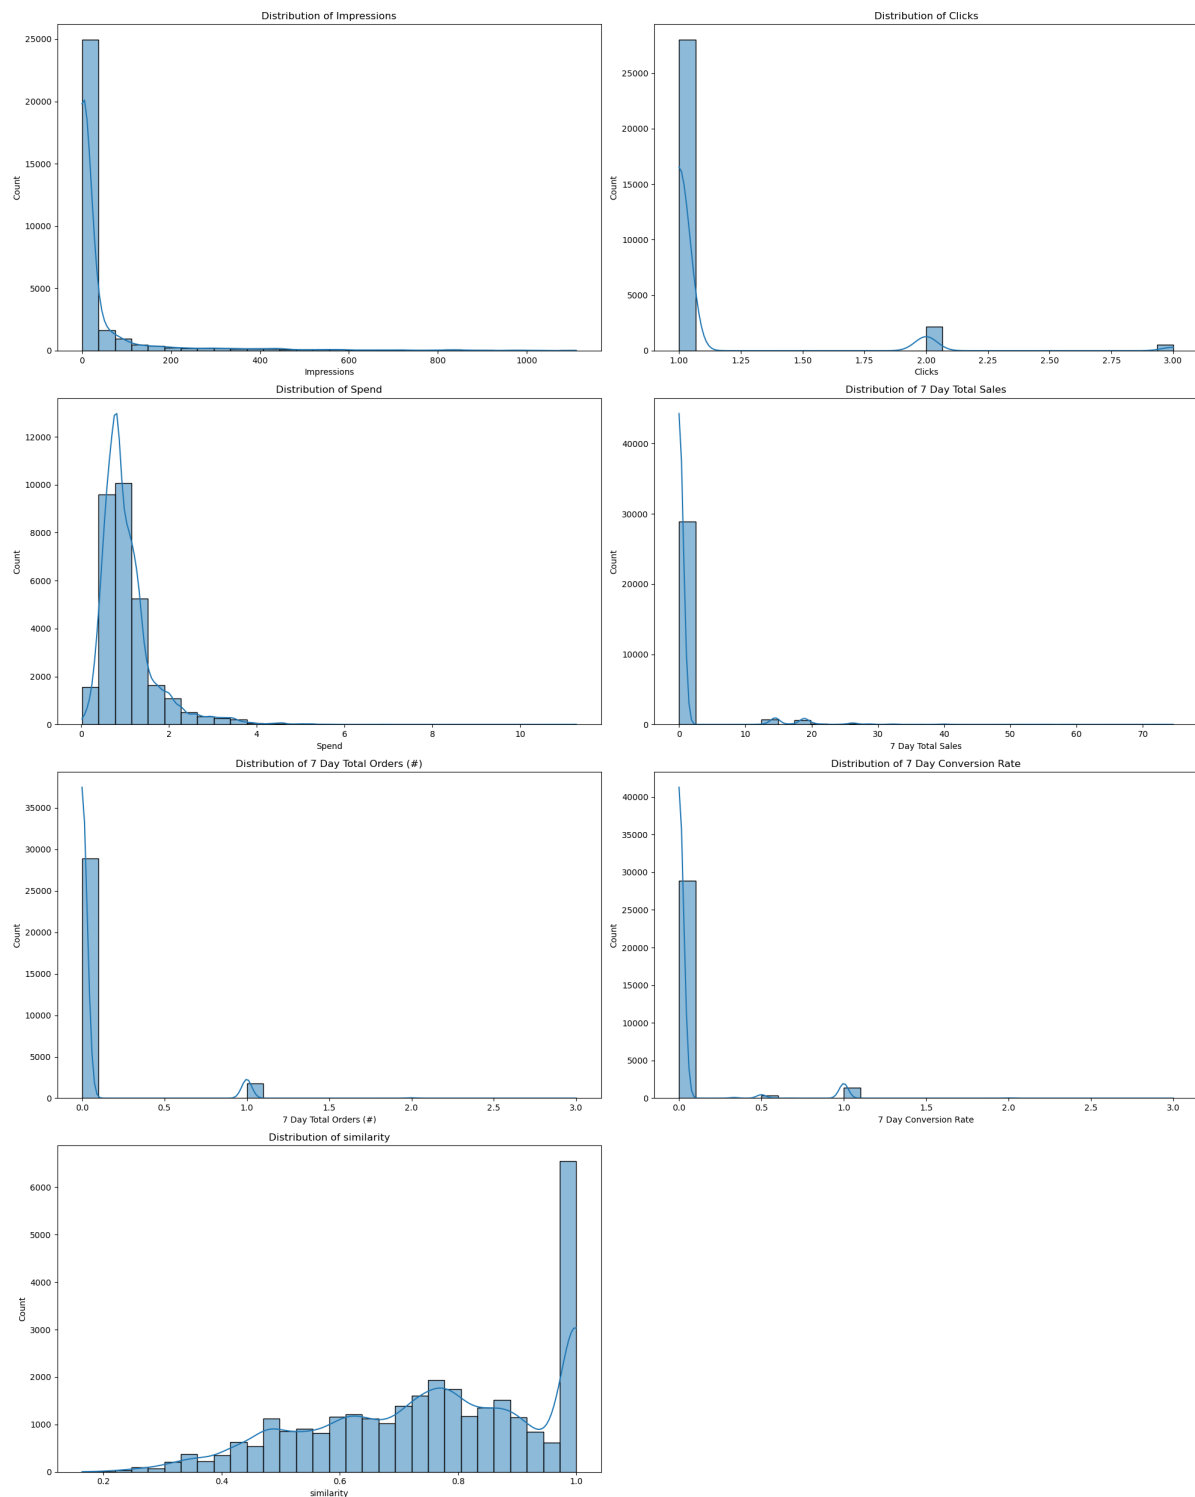 Distribution of Impressions
25000
20000
15000
10000
5000
0
Count
0 200 400 600 800 1000
Impressions
Distribution of Clicks
25000
20000
15000
10000
5000
0
Count
1.00 1.25 1.50 1.75 2.00 2.25 2.50 2.75 3.00
Clicks
Distribution of Spend
12000
10000
8000
6000
4000
2000
0
Count
0 2 4 6 8 10
Spend
Distribution of 7 Day Total Sales
40000
30000
20000
10000
0
Count
0 10 20 30 40 50 60 70
7 Day Total Sales
Distribution of 7 Day Total Orders (#)
35000
30000
25000
20000
15000
10000
5000
0
Count
0.0 0.5 1.0 1.5 2.0 2.5 3.0
7 Day Total Orders (#)
Distribution of 7 Day Conversion Rate
40000
35000
30000
25000
20000
15000
10000
5000
0
Count
0.0 0.5 1.0 1.5 2.0 2.5 3.0
7 Day Conversion Rate
Distribution of similarity
6000
5000
4000
3000
2000
1000
0
Count
0.2 0.4 0.6 0.8 1.0
similarity